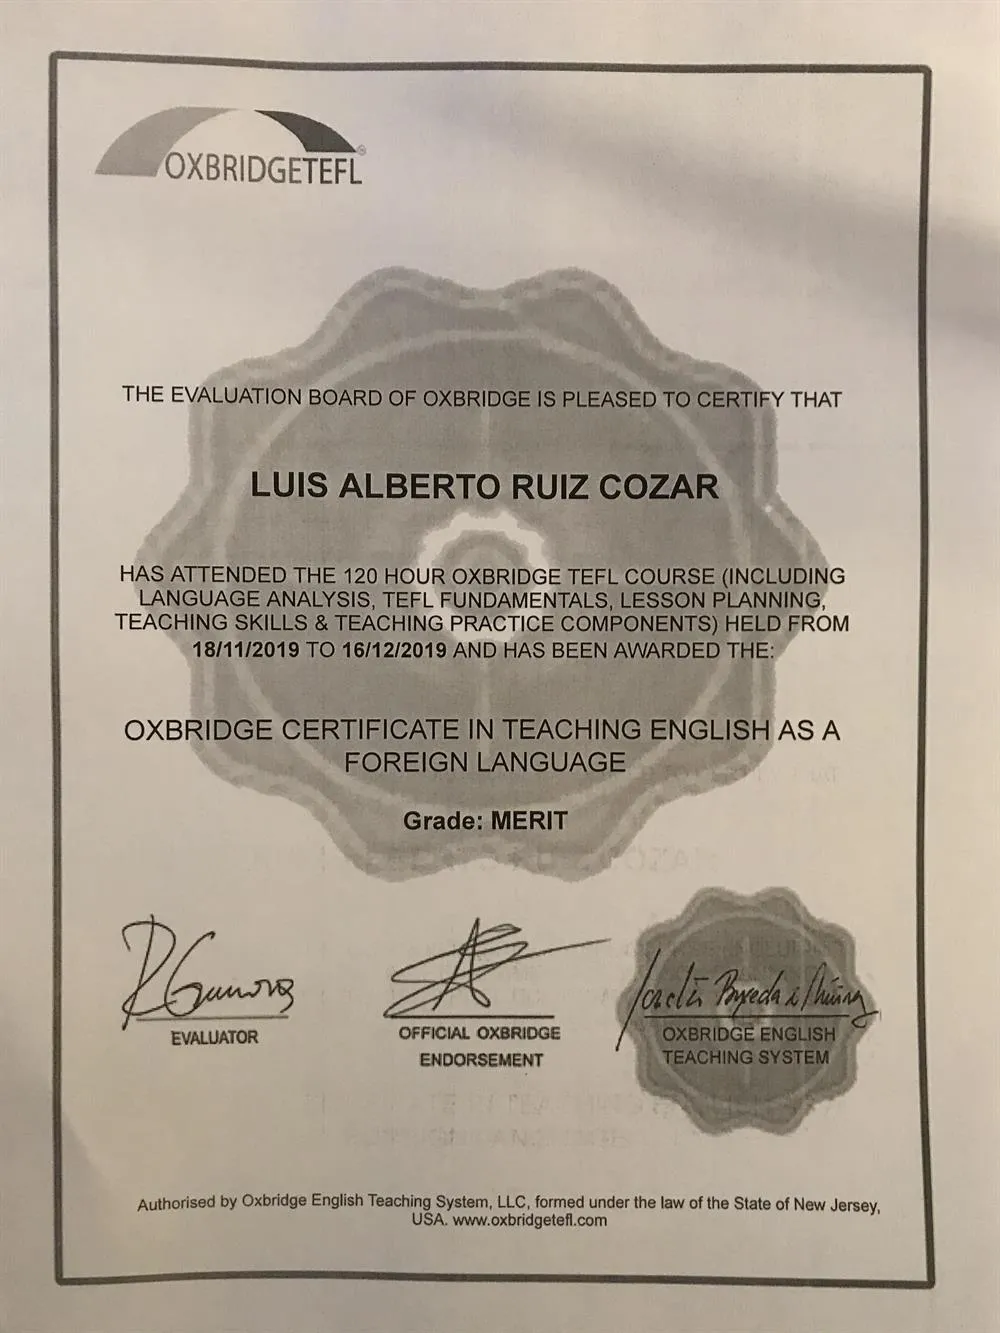 OXBRIDGETEFL®
THE EVALUATION BOARD OF OXBRIDGE IS PLEASED TO CERTIFY THAT
LUIS ALBERTO RUIZ COZAR
HAS ATTENDED THE 120 HOUR OXBRIDGE TEFL COURSE (INCLUDING
LANGUAGE ANALYSIS, TEFL FUNDAMENTALS, LESSON PLANNING,
TEACHING SKILLS & TEACHING PRACTICE COMPONENTS) HELD FROM
18/11/2019 TO 16/12/2019 AND HAS BEEN AWARDED THE:
OXBRIDGE CERTIFICATE IN TEACHING ENGLISH AS A
FOREIGN LANGUAGE
Grade: MERIT
EVALUATOR
OFFICIAL OXBRIDGE
ENDORSEMENT
OXBRIDGE ENGLISH
TEACHING SYSTEM
Authorised by Oxbridge English Teaching System, LLC, formed under the law of the State of New Jersey,
USA. www.oxbridgetefl.com